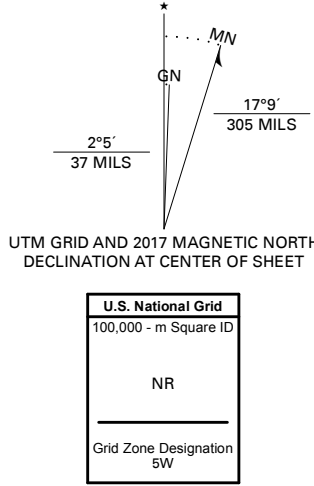 ★
MN
GN
17°9´
305 MILS
2°5´
37 MILS
UTM GRID AND 2017 MAGNETIC NORTH
DECLINATION AT CENTER OF SHEET
U.S. National Grid
100,000 - m Square ID
NR
Grid Zone Designation
5W